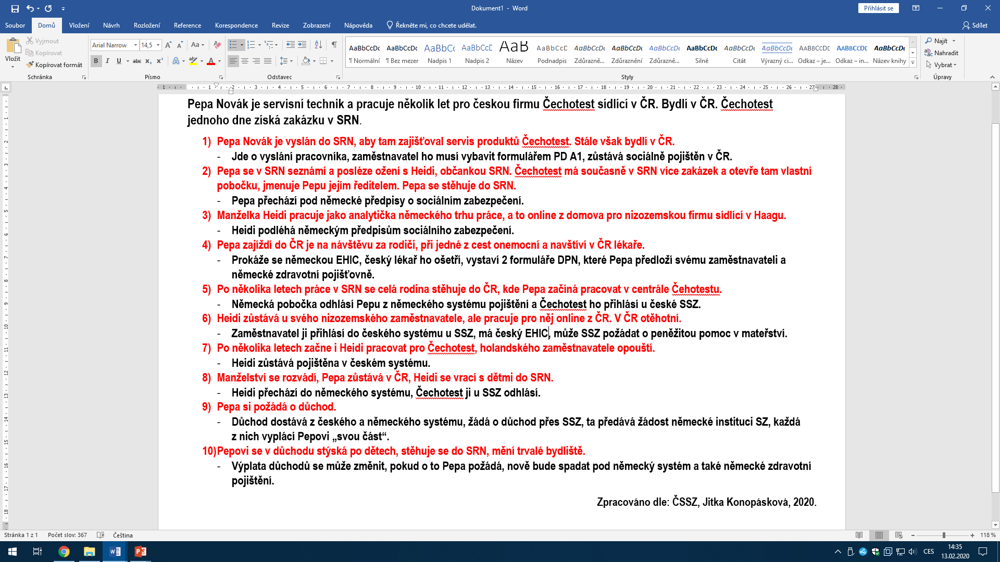 Dokument1 - Word
Přihlásit se
Soubor Domů Vložení Návrh Rozložení Reference Korespondence Revize Zobrazení Nápověda Řekněte mi, co chcete udělat. Sdílet
Vložit
Vyjmout
Kopírovat
Kopírovat formát
Schránka
Arial Narrow 14,5
Písmo
Odstavec
AaBbCcDc AaBbCcDc AaBbCc AaBbCcD AaB AaBbCcD AaBbCcDc AaBbCcDc AaBbCcDc AaBbCcDc AaBbCcDc AaBbCcDc AABBCCDE AABBCCDE AaBbCcDc
¶ Normální ¶ Bez mezer Nadpis 1 Nadpis 2 Název Podnadpis Zdůrazně... Zdůraznění Zdůrazně... Silné Citát Výrazný ci... Odkaz – je... Odkaz – in... Název knihy
Styly
Najít
Nahradit
Vybrat
Úpravy
Pepa Novák je servisní technik a pracuje několik let pro českou firmu Čechotest sídlící v ČR. Bydlí v ČR. Čechotest
jednoho dne získá zakázku v SRN.
1) Pepa Novák je vyslán do SRN, aby tam zajišťoval servis produktů Čechotest. Stále však bydlí v ČR.
- Jde o vyslání pracovníka, zaměstnavatel ho musí vybavit formulářem PD A1, zůstává sociálně pojištěn v ČR.
2) Pepa se v SRN seznámí a posléze ožení s Heidi, občankou SRN. Čechotest má současně v SRN více zakázek a otevře tam vlastní
pobočku, jmenuje Pepu jejím ředitelem. Pepa se stěhuje do SRN.
- Pepa přechází pod německé předpisy o sociálním zabezpečení.
3) Manželka Heidi pracuje jako analytička německého trhu práce, a to online z domova pro nizozemskou firmu sídlící v Haagu.
- Heidi podléhá německým předpisům sociálního zabezpečení.
4) Pepa zajíždí do ČR je na návštěvu za rodiči, při jedné z cest onemocní a navštíví v ČR lékaře.
- Prokáže se německou EHIC, český lékař ho ošetří, vystaví 2 formuláře DPN, které Pepa předloží svému zaměstnavateli a
německé zdravotní pojišťovně.
5) Po několika letech práce v SRN se celá rodina stěhuje do ČR, kde Pepa začíná pracovat v centrále Čehotestu.
- Německá pobočka odhlásí Pepu z německého systému pojištění a Čechotest ho přihlásí u české SSZ.
6) Heidi zůstává u svého nizozemského zaměstnavatele, ale pracuje pro něj online z ČR. V ČR otěhotní.
- Zaměstnavatel ji přihlásí do českého systému u SSZ, má český EHIC, může SSZ požádat o peněžitou pomoc v mateřství.
7) Po několika letech začne i Heidi pracovat pro Čechotest, holandského zaměstnavatele opouští.
- Heidi zůstává pojištěna v českém systému.
8) Manželství se rozvádí, Pepa zůstává v ČR, Heidi se vrací s dětmi do SRN.
- Heidi přechází do německého systému, Čechotest ji u SSZ odhlásí.
9) Pepa si požádá o důchod.
- Důchod dostává z českého a německého systému, žádá o důchod přes SSZ, ta předává žádost německé instituci SZ, každá
z nich vyplácí Pepovi „svou část“.
10)Pepovi se v důchodu stýská po dětech, stěhuje se do SRN, mění trvalé bydliště.
- Výplata důchodů se může změnit, pokud o to Pepa požádá, nově bude spadat pod německý systém a také německé zdravotní
pojištění.
Zpracováno dle: ČSSZ, Jitka Konopásková, 2020.
Stránka 1 z 1 Počet slov: 367 Čeština
118 %
CES
14:35
13.02.2020